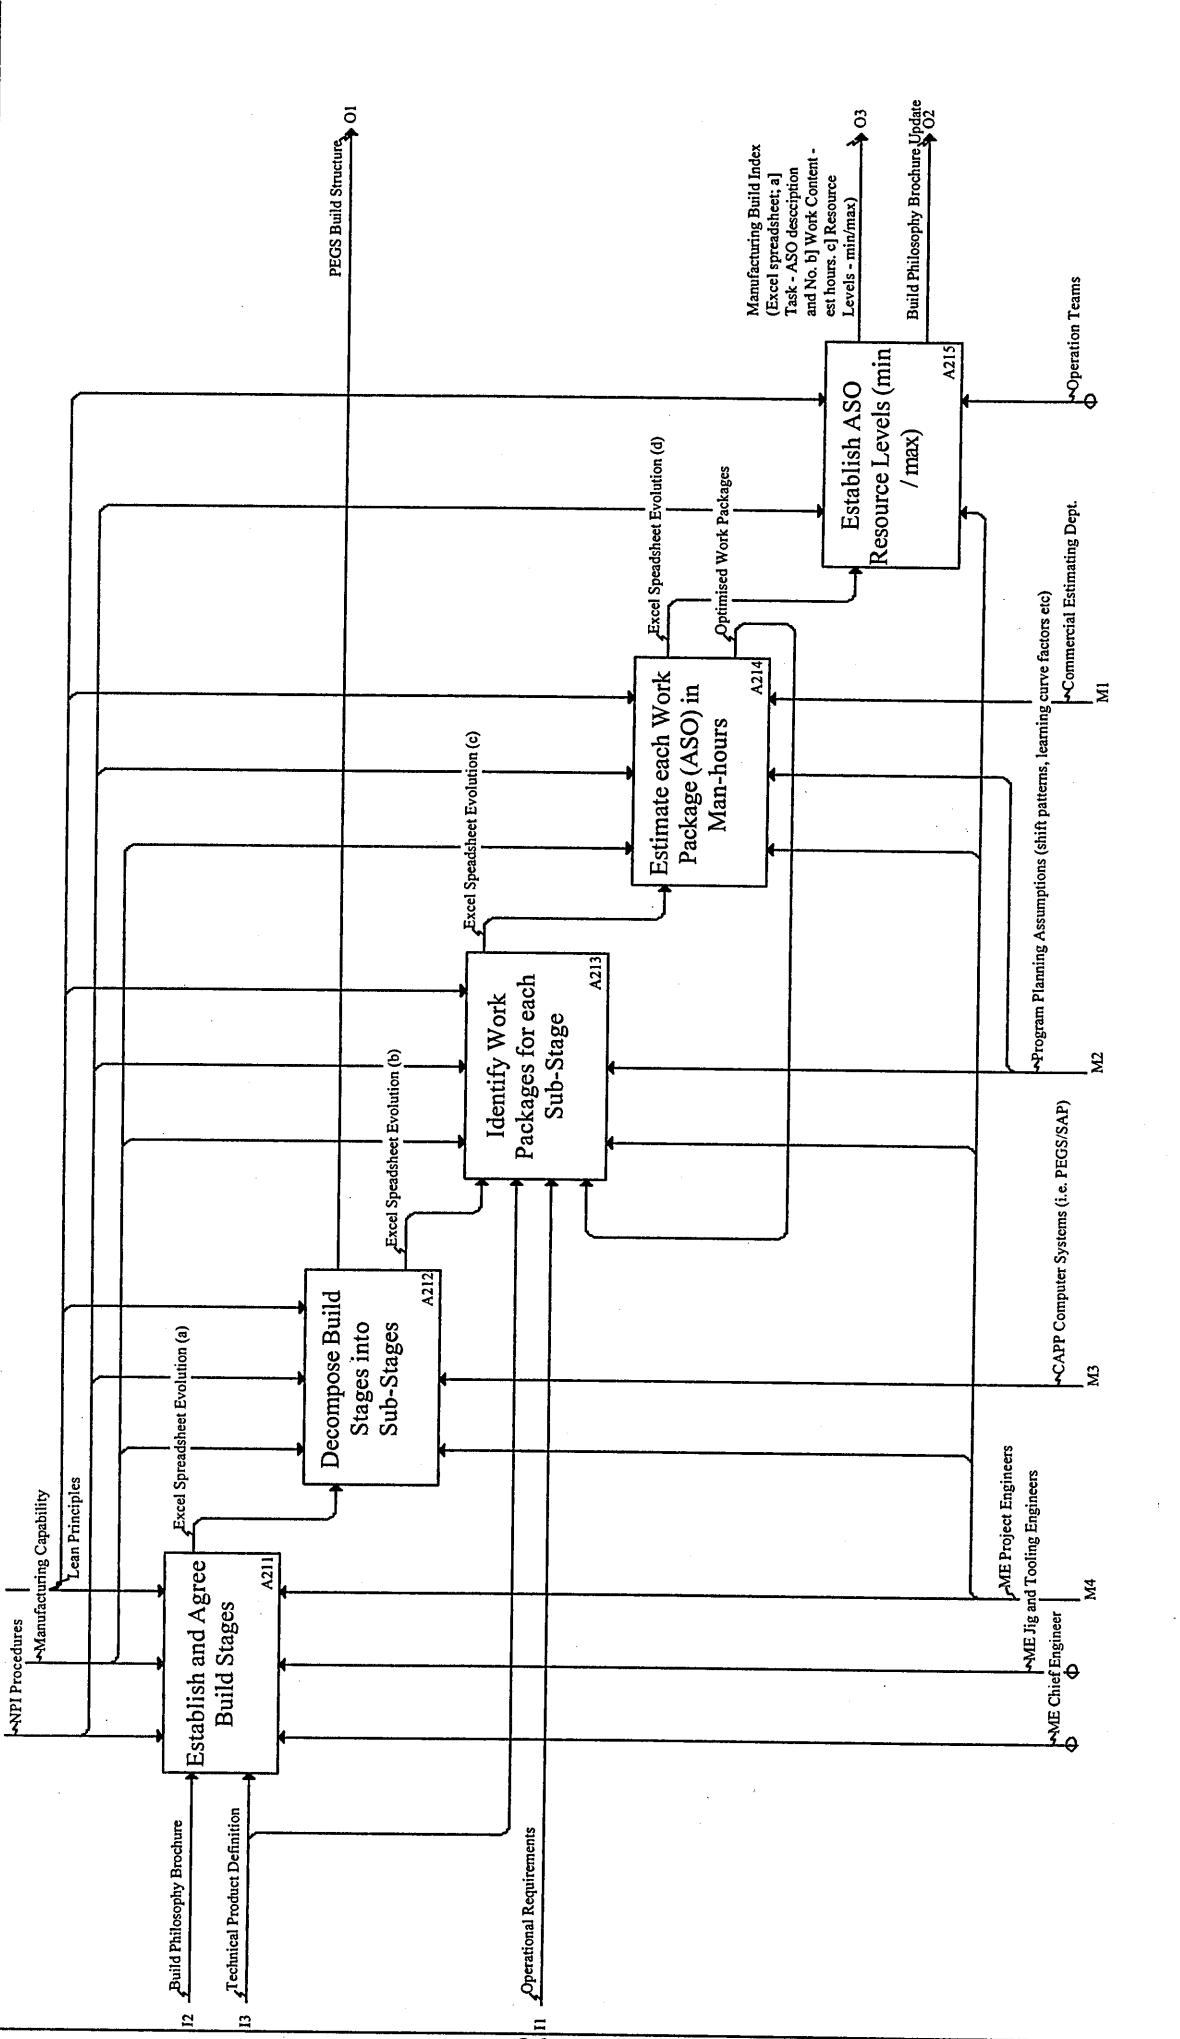 NPI Procedures
Manufacturing Capability
Lean Principles
I2
Build Philosophy Brochure
I3
Technical Product Definition
I1
Operational Requirements
Establish and Agree
Build Stages
A211
Excel Spreadsheet Evolution (a)
Decompose Build
Stages into
Sub-Stages
A212
Excel Speadsheet Evolution (b)
Identify Work
Packages for each
Sub-Stage
A213
Excel Speadsheet Evolution (c)
Estimate each Work
Package (ASO) in
Man-hours
A214
Excel Speadsheet Evolution (d)
Optimised Work Packages
Establish ASO
Resource Levels (min
/ max)
A215
PEGS Build Structure
O1
Manufacturing Build Index
(Excel spreadsheet; a]
Task - ASO descciption
and No. b] Work Content -
est hours. c] Resource
Levels - min/max)
O3
Build Philosophy Brochure Update
O2
ME Chief Engineer
ME Jig and Tooling Engineers
ME Project Engineers
M4
CAPP Computer Systems (i.e. PEGS/SAP)
M3
Program Planning Assumptions (shift patterns, learning curve factors etc)
M2
Commercial Estimating Dept.
M1
Operation Teams